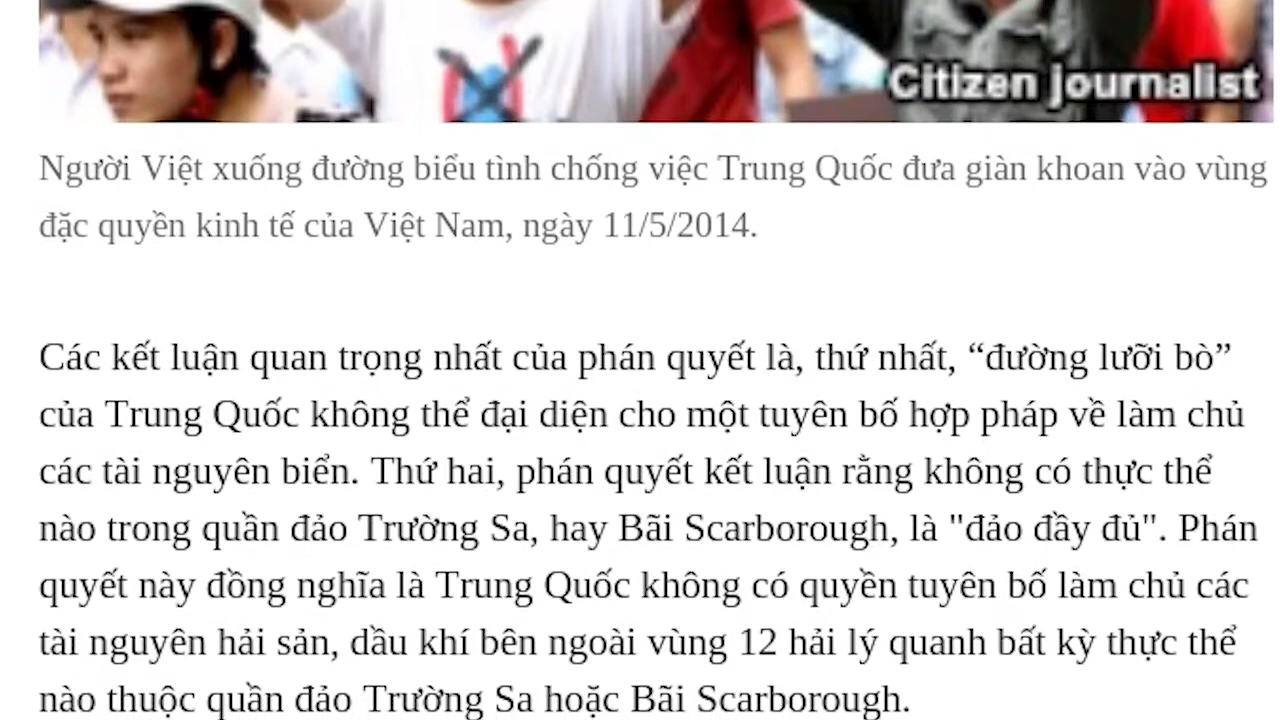 Citizen journalist
Người Việt xuống đường biểu tình chống việc Trung Quốc đưa giàn khoan vào vùng
đặc quyền kinh tế của Việt Nam, ngày 11/5/2014.
Các kết luận quan trọng nhất của phán quyết là, thứ nhất, “đường lưỡi bò”
của Trung Quốc không thể đại diện cho một tuyên bố hợp pháp về làm chủ
các tài nguyên biển. Thứ hai, phán quyết kết luận rằng không có thực thể
nào trong quần đảo Trường Sa, hay Bãi Scarborough, là "đảo đầy đủ". Phán
quyết này đồng nghĩa là Trung Quốc không có quyền tuyên bố làm chủ các
tài nguyên hải sản, dầu khí bên ngoài vùng 12 hải lý quanh bất kỳ thực thể
nào thuộc quần đảo Trường Sa hoặc Bãi Scarborough.